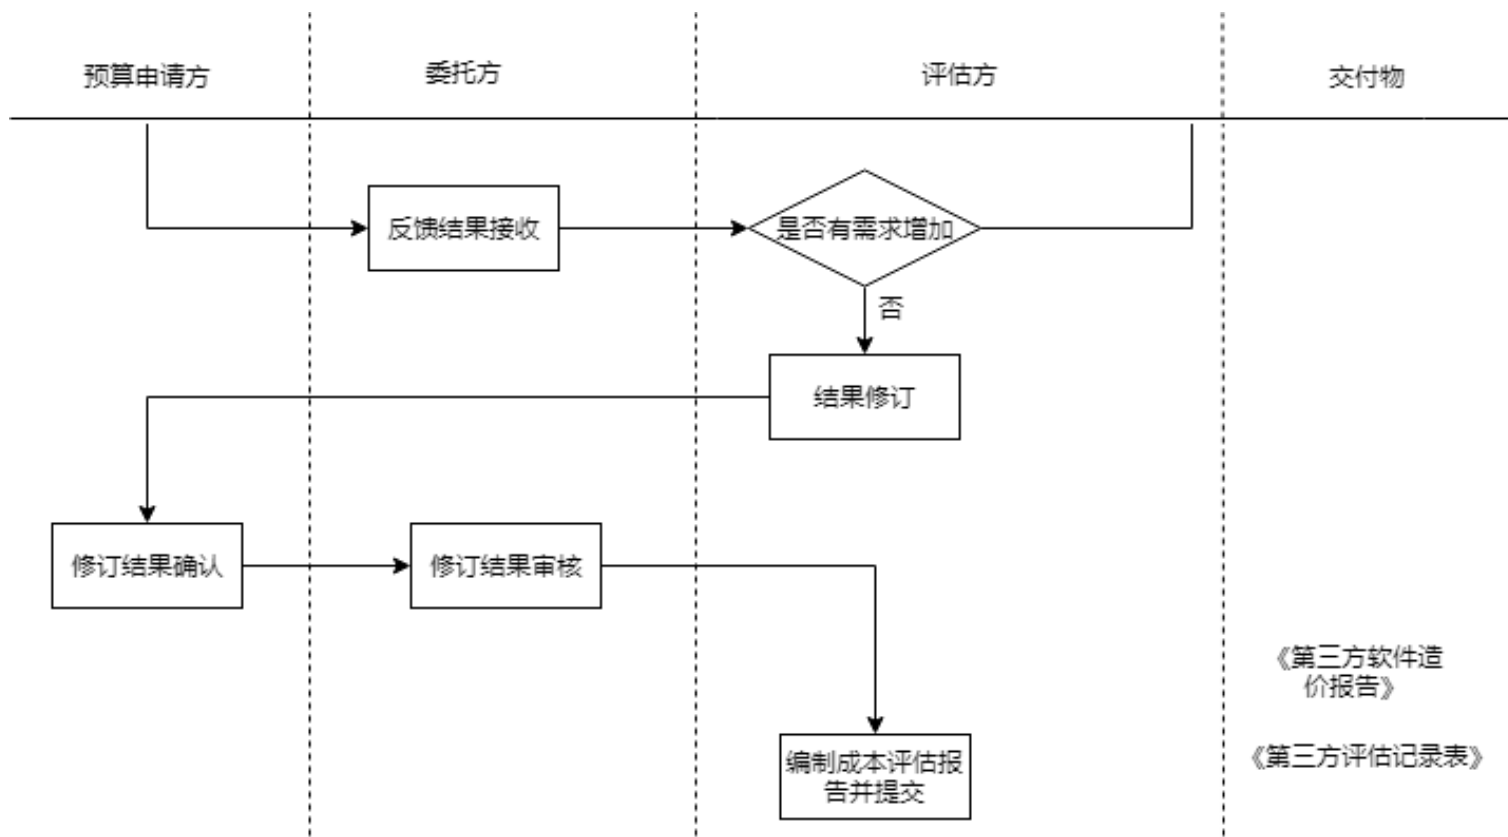 预算申请方
委托方
评估方
交付物
反馈结果接收
是否有需求增加
否
结果修订
修订结果确认
修订结果审核
《第三方软件造
价报告》
《第三方评估记录表》
编制成本评估报
告并提交